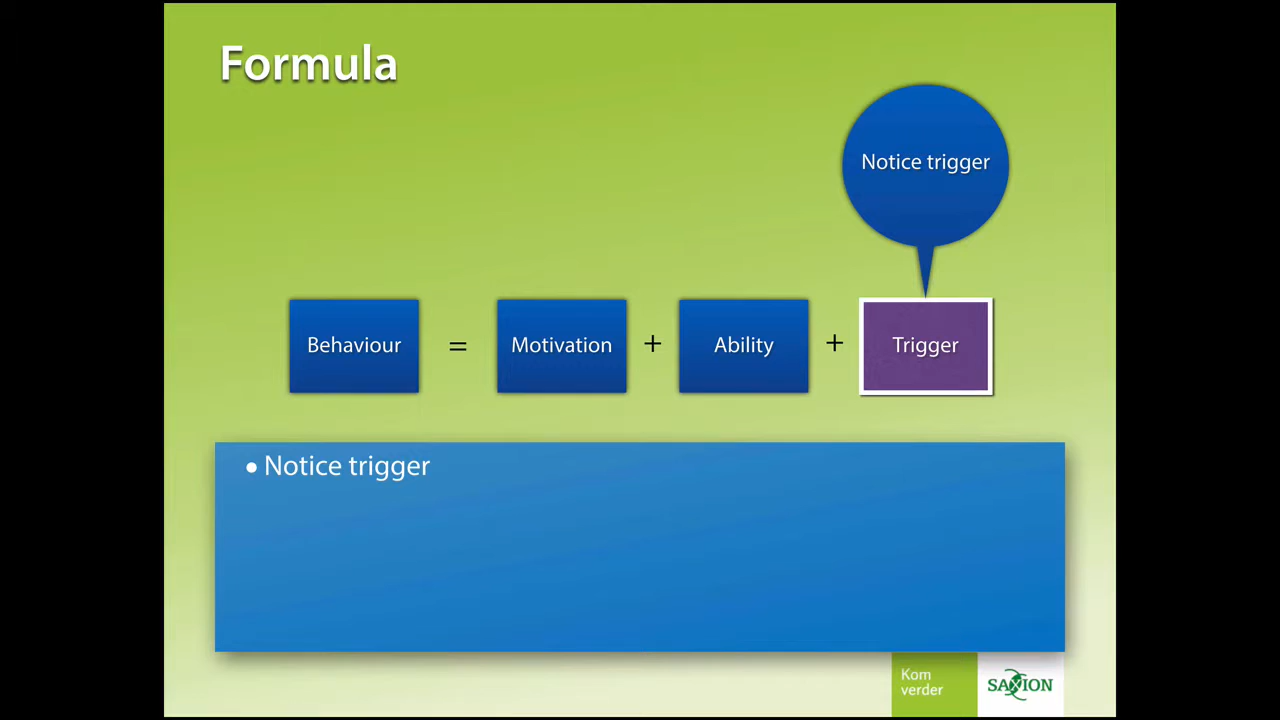 Formula
Notice trigger
Behaviour = Motivation + Ability + Trigger
• Notice trigger
Kom
verder
SAXION